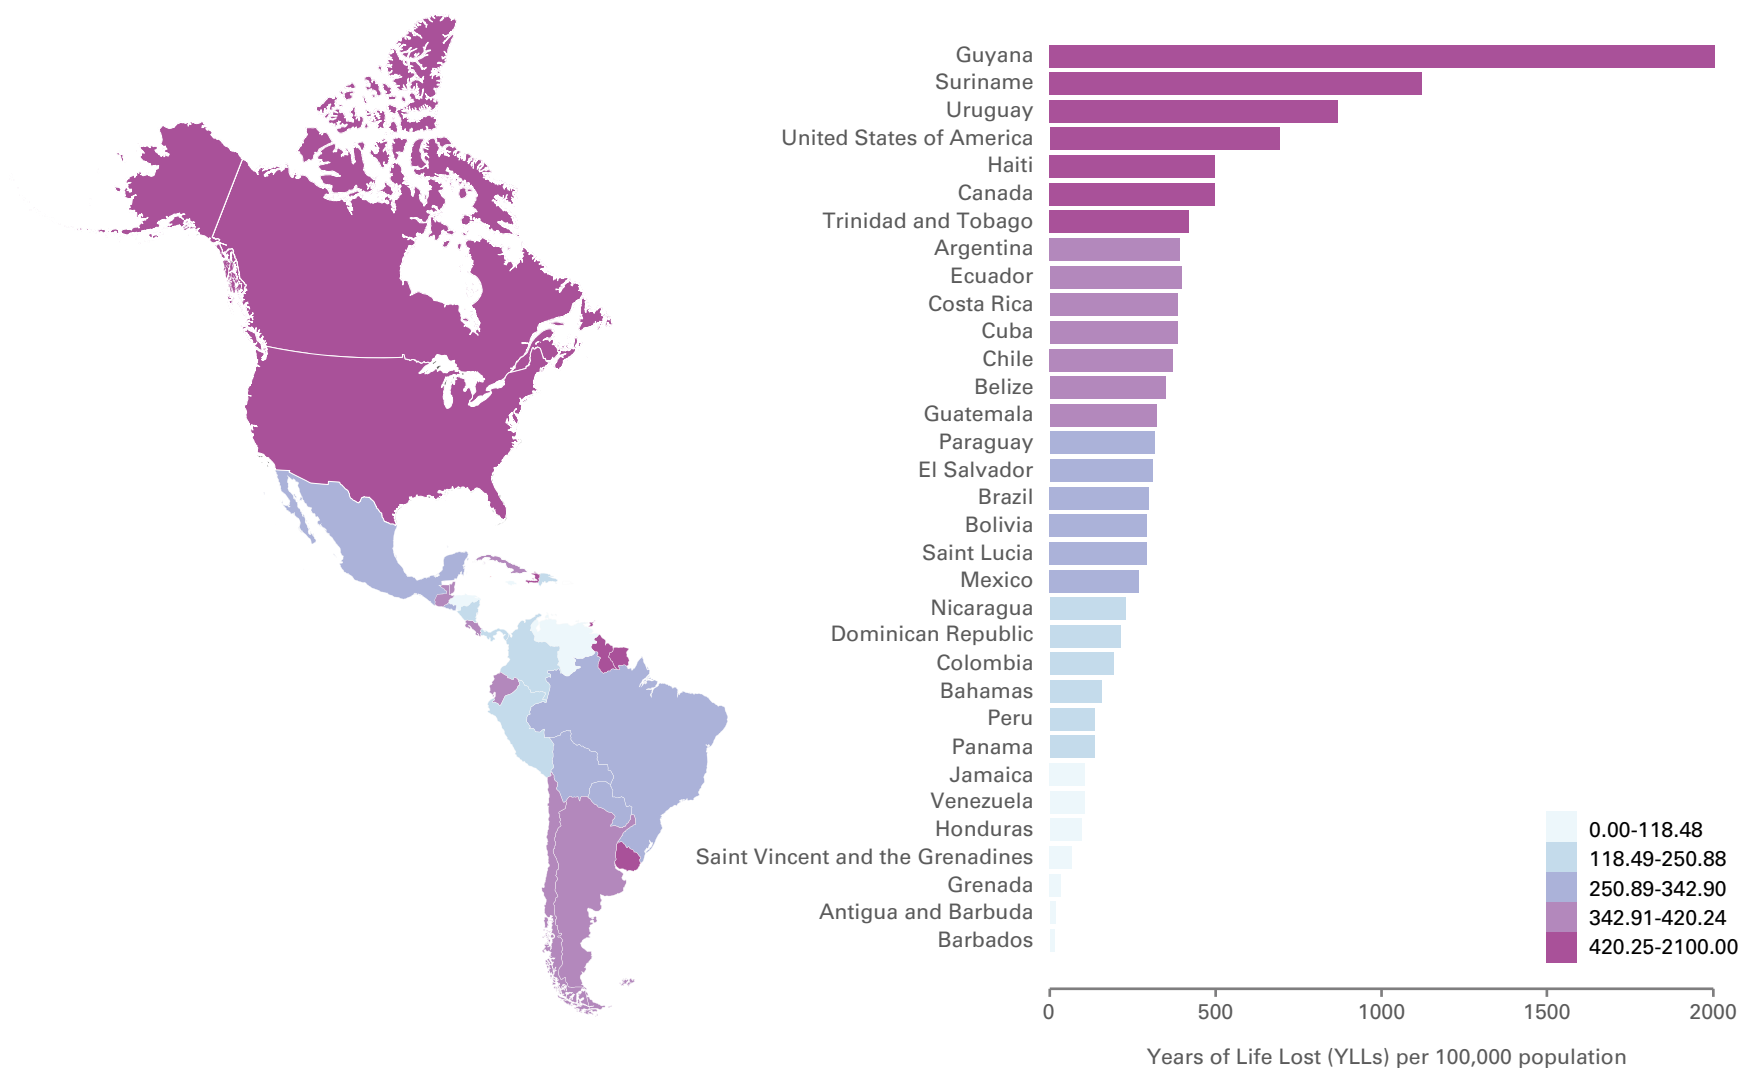 Guyana
Suriname
Uruguay
United States of America
Haiti
Canada
Trinidad and Tobago
Argentina
Ecuador
Costa Rica
Cuba
Chile
Belize
Guatemala
Paraguay
El Salvador
Brazil
Bolivia
Saint Lucia
Mexico
Nicaragua
Dominican Republic
Colombia
Bahamas
Peru
Panama
Jamaica
Venezuela
Honduras
Saint Vincent and the Grenadines
Grenada
Antigua and Barbuda
Barbados
0.00-118.48
118.49-250.88
250.89-342.90
342.91-420.24
420.25-2100.00
0 500 1000 1500 2000
Years of Life Lost (YLLs) per 100,000 population